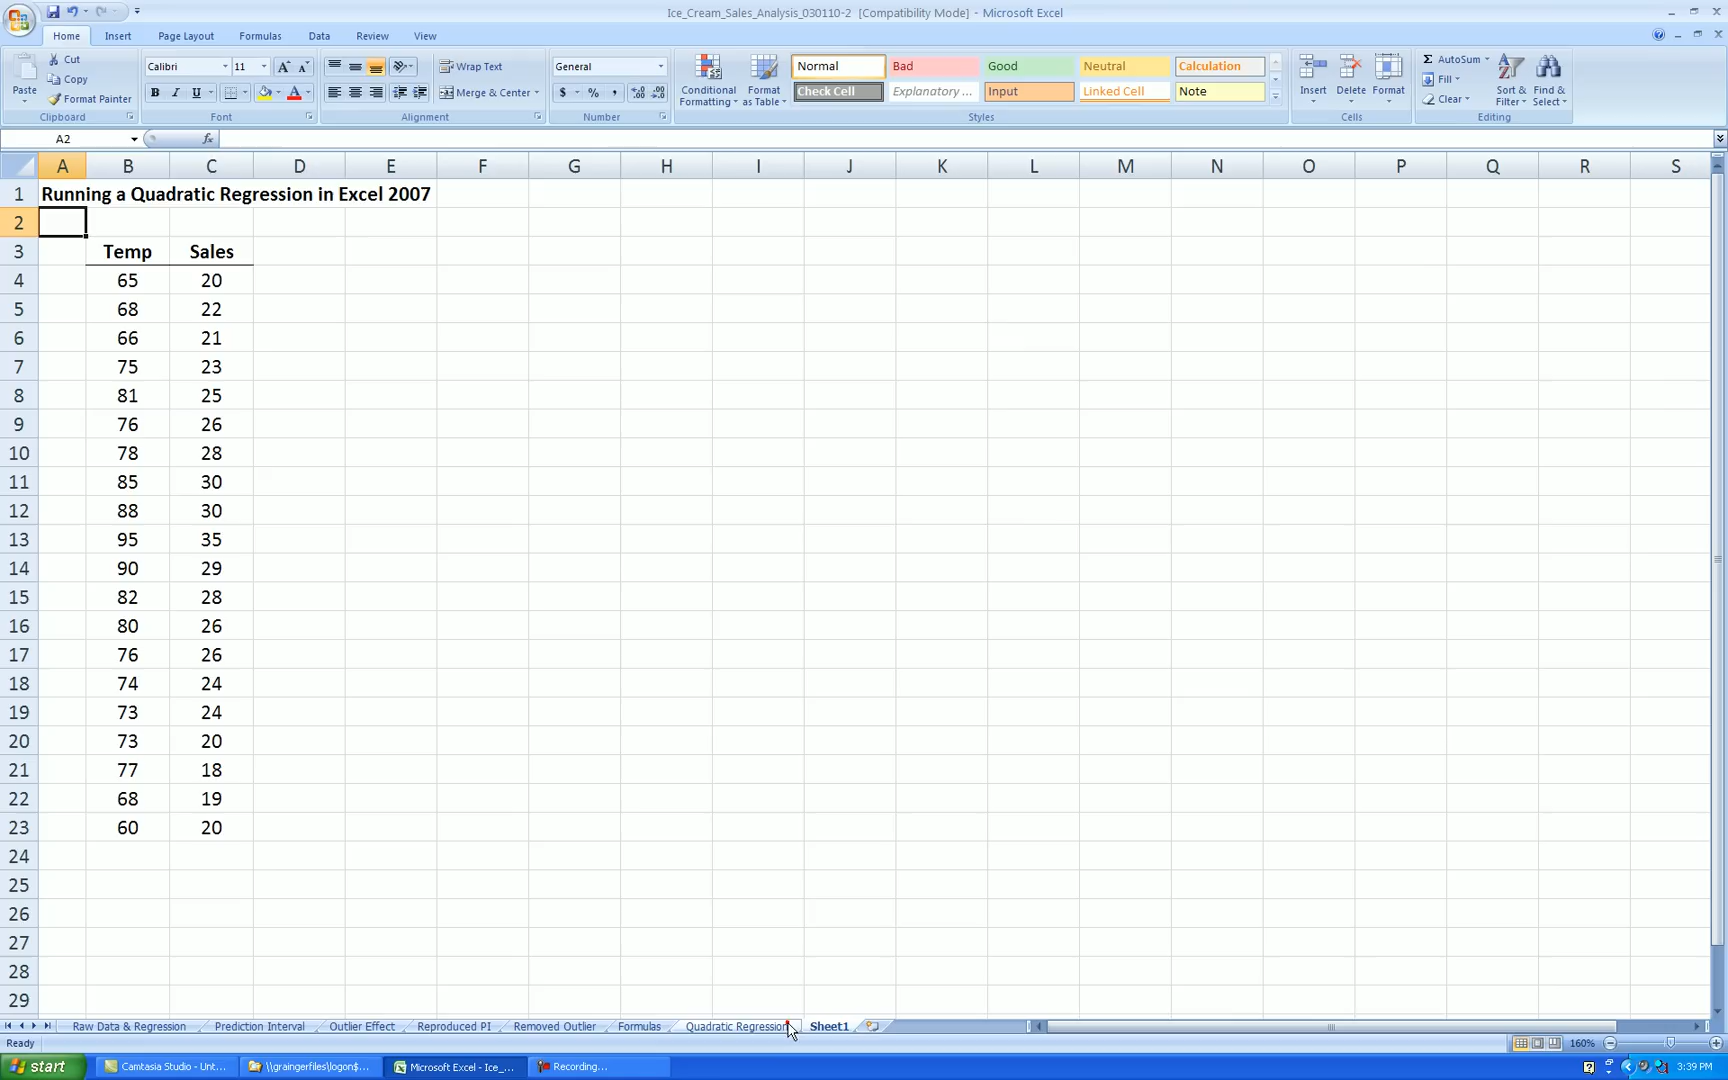 Ice_Cream_Sales_Analysis_030110-2 [Compatibility Mode] - Microsoft Excel
Home Insert Page Layout Formulas Data Review View
Paste
Cut
Copy
Format Painter
Clipboard
Calibri 11
B I U A
Font
Wrap Text
Merge & Center
Alignment
General
$ % ,
Number
Conditional Formatting
Format as Table
Normal Bad Good Neutral Calculation
Check Cell Explanatory ... Input Linked Cell Note
Styles
Insert Delete Format
Cells
Σ AutoSum
Fill
Clear
Sort & Filter
Find & Select
Editing
A2 fx
A B C D E F G H I J K L M N O P Q R S
1 Running a Quadratic Regression in Excel 2007
2
3 Temp Sales
4 65 20
5 68 22
6 66 21
7 75 23
8 81 25
9 76 26
10 78 28
11 85 30
12 88 30
13 95 35
14 90 29
15 82 28
16 80 26
17 76 26
18 74 24
19 73 24
20 73 20
21 77 18
22 68 19
23 60 20
24
25
26
27
28
29
Raw Data & Regression Prediction Interval Outlier Effect Reproduced PI Removed Outlier Formulas Quadratic Regression Sheet1
Ready 160%
start Camtasia Studio - Unt... \\graingerfiles\logon$... Microsoft Excel - Ice_... Recording... 3:39 PM